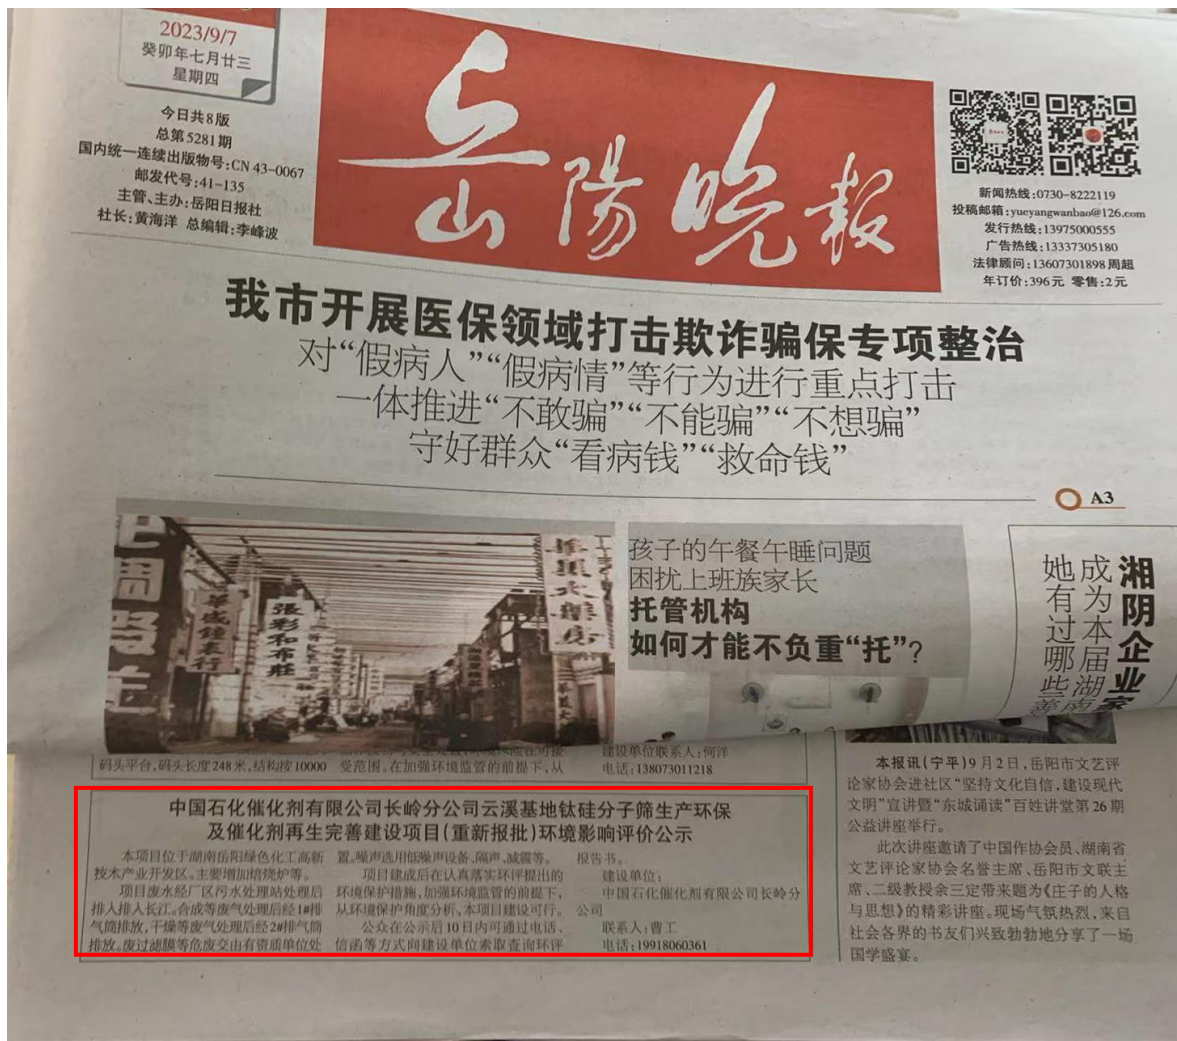 2023/9/7
癸卯年七月廿三
星期四
今日共8版
总第5281期
国内统一连续出版物号:CN 43-0067
邮发代号:41-135
主管、主办:岳阳日报社
社长:黄海洋 总编辑:李峰波
岳阳晚报
新闻热线:0730-8222119
投稿邮箱:yueyangwanbao@126.com
发行热线:13975000555
广告热线:13337305180
法律顾问:13607301898 周超
年订价:396元 零售:2元
我市开展医保领域打击欺诈骗保专项整治
对“假病人”“假病情”等行为进行重点打击
一体推进“不敢骗”“不能骗”“不想骗”
守好群众“看病钱”“救命钱”
A3
華成鐘表行
張彩和布莊
孩子的午餐午睡问题
困扰上班族家长
托管机构
如何才能不负重“托”?
湘阴企业家
成为本届湖南
她有过哪些善
码头平台,码头长度248米,结构按10000
受范围。在加强环境监管的前提下,从
建设单位联系人:何洋
电话:13807301 1218
中国石化催化剂有限公司长岭分公司云溪基地钛硅分子筛生产环保
及催化剂再生完善建设项目(重新报批)环境影响评价公示
本项目位于湖南岳阳绿色化工高新
技术产业开发区。主要增加焙烧炉等。
项目废水经厂区污水处理站处理后
排入排人长江。合成等废气处理后经1#排
气筒排放,干燥等废气处理后经2#排气筒
排放。废过滤膜等危废交由有资质单位处
置。噪声选用低噪声设备、隔声、减震等。
项目建成后在认真落实环评提出的
环境保护措施,加强环境监管的前提下,
从环境保护角度分析,本项目建设可行。
公众在公示后10日内可通过电话、
信函等方式向建设单位索取查询环评
报告书。
建设单位:
中国石化催化剂有限公司长岭分
公司
联系人:曹工
电话:19918060361
本报讯(宁平)9月2日,岳阳市文艺评
论家协会进社区“坚持文化自信,建设现代
文明”宣讲暨“东城诵读”百姓讲堂第26期
公益讲座举行。
此次讲座邀请了中国作协会员、湖南省
文艺评论家协会名誉主席、岳阳市文联主
席、二级教授余三定带来题为《庄子的人格
与思想》的精彩讲座。现场气氛热烈,来自
社会各界的书友们兴致勃勃地分享了一场
国学盛宴。